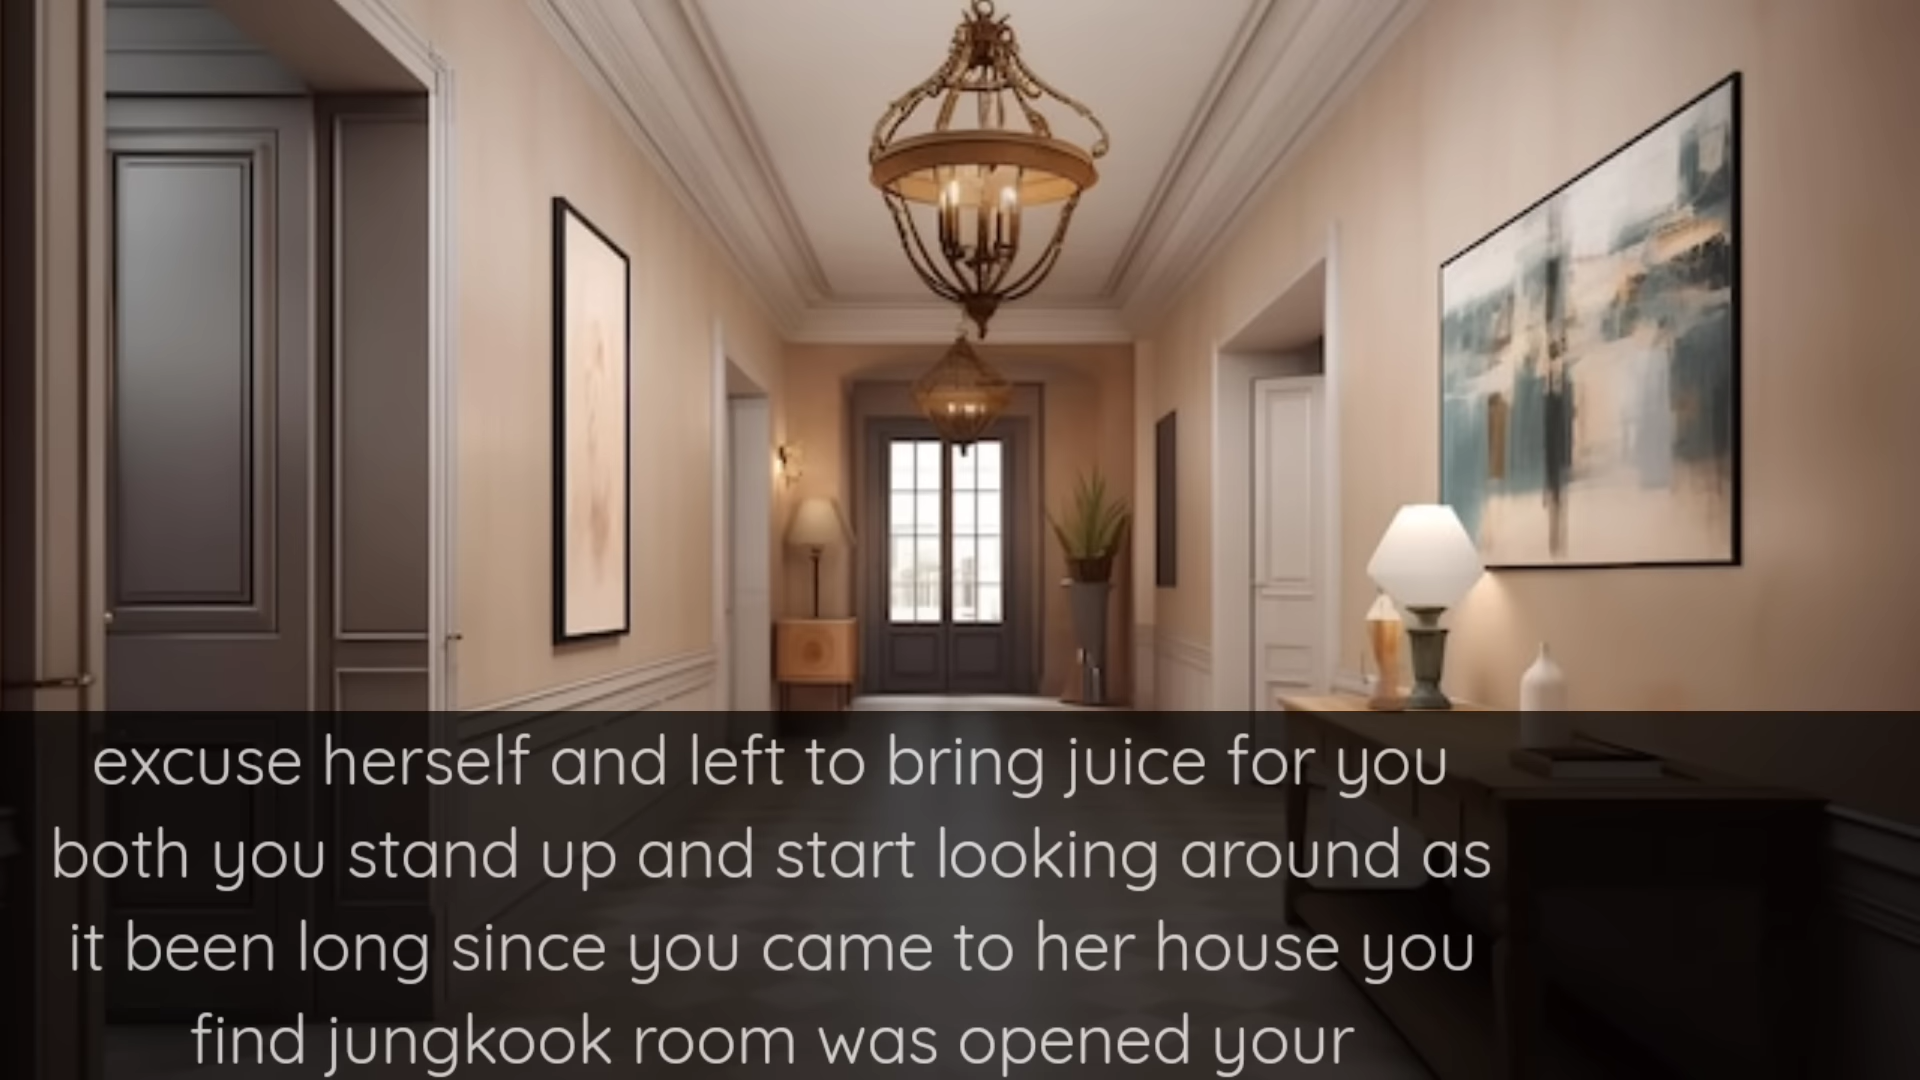 excuse herself and left to bring juice for you
both you stand up and start looking around as
it been long since you came to her house you
find jungkook room was opened your